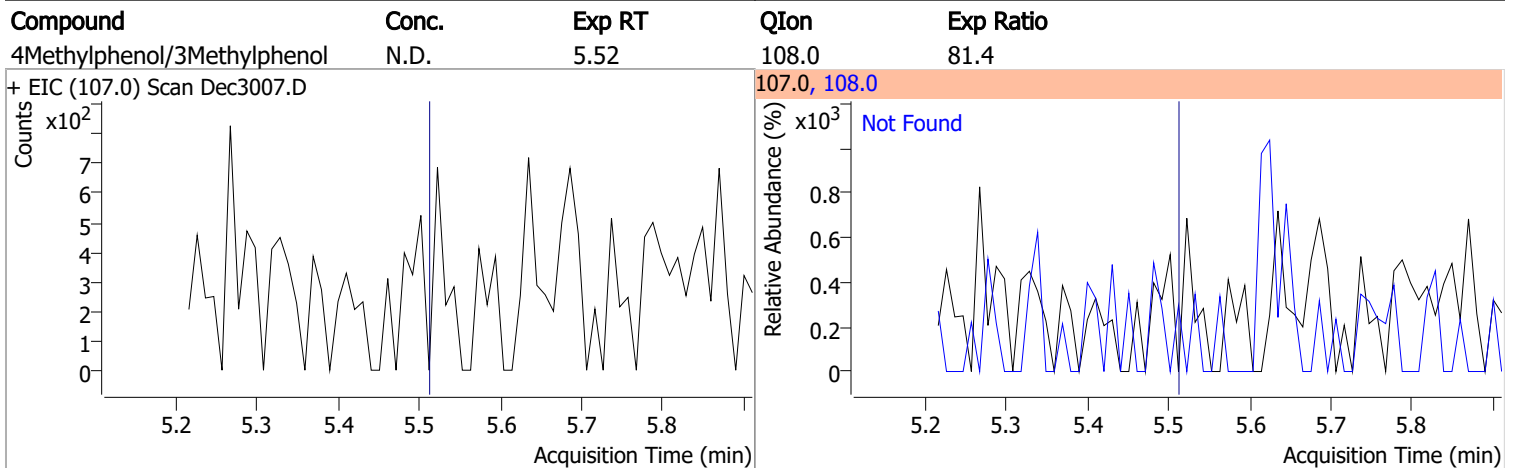 Compound Conc. Exp RT QIon Exp Ratio
4Methylphenol/3Methylphenol N.D. 5.52 108.0 81.4
+ EIC (107.0) Scan Dec3007.D
Counts
x10²
7
6
5
4
3
2
1
0
5.2 5.3 5.4 5.5 5.6 5.7 5.8
Acquisition Time (min)
107.0, 108.0
Relative Abundance (%)
x10³
Not Found
0.8
0.6
0.4
0.2
0
5.2 5.3 5.4 5.5 5.6 5.7 5.8
Acquisition Time (min)